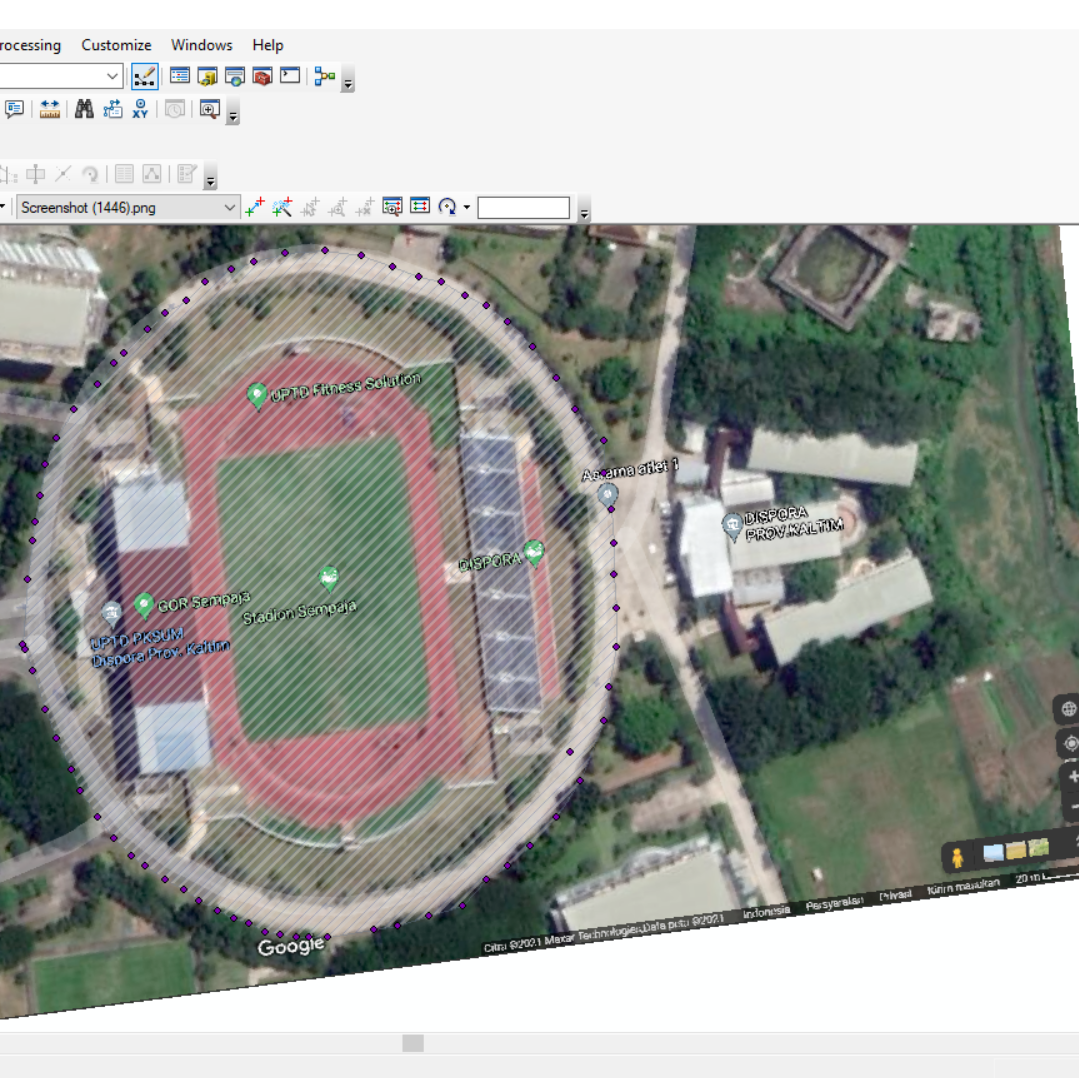 rocessing Customize Windows Help
XY
Screenshot (1446).png
UPTD Fitness Solution
Asrama atlet 1
DISPORA
PROV.KALTIM
DISPORA
GOR Sempaja
Stadion Sempaja
UPTD PKSUM
Dispora Prov. Kaltim
Google
Citra ©2021 Maxar Technologies,Data peta ©2021 Indonesia Persyaratan Privasi Kirim masukan 20 m